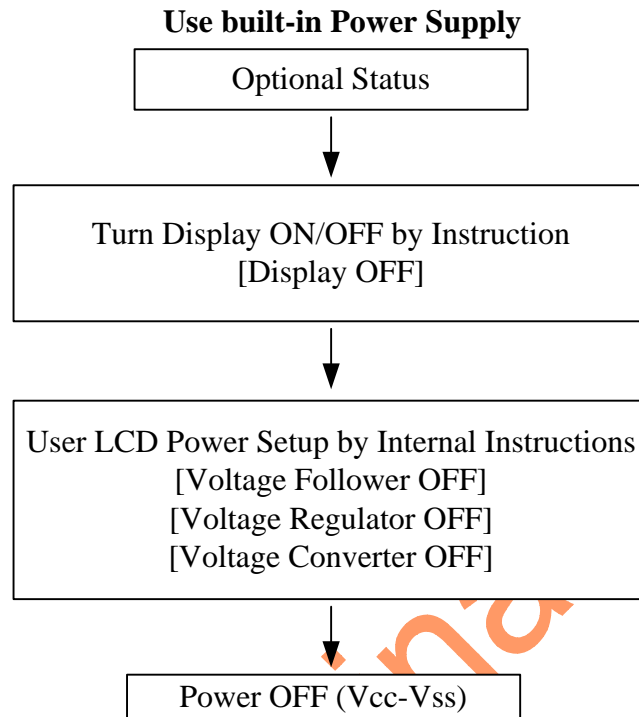 Use built-in Power Supply
Optional Status
Turn Display ON/OFF by Instruction
[Display OFF]
User LCD Power Setup by Internal Instructions
[Voltage Follower OFF]
[Voltage Regulator OFF]
[Voltage Converter OFF]
Power OFF (Vcc-Vss)